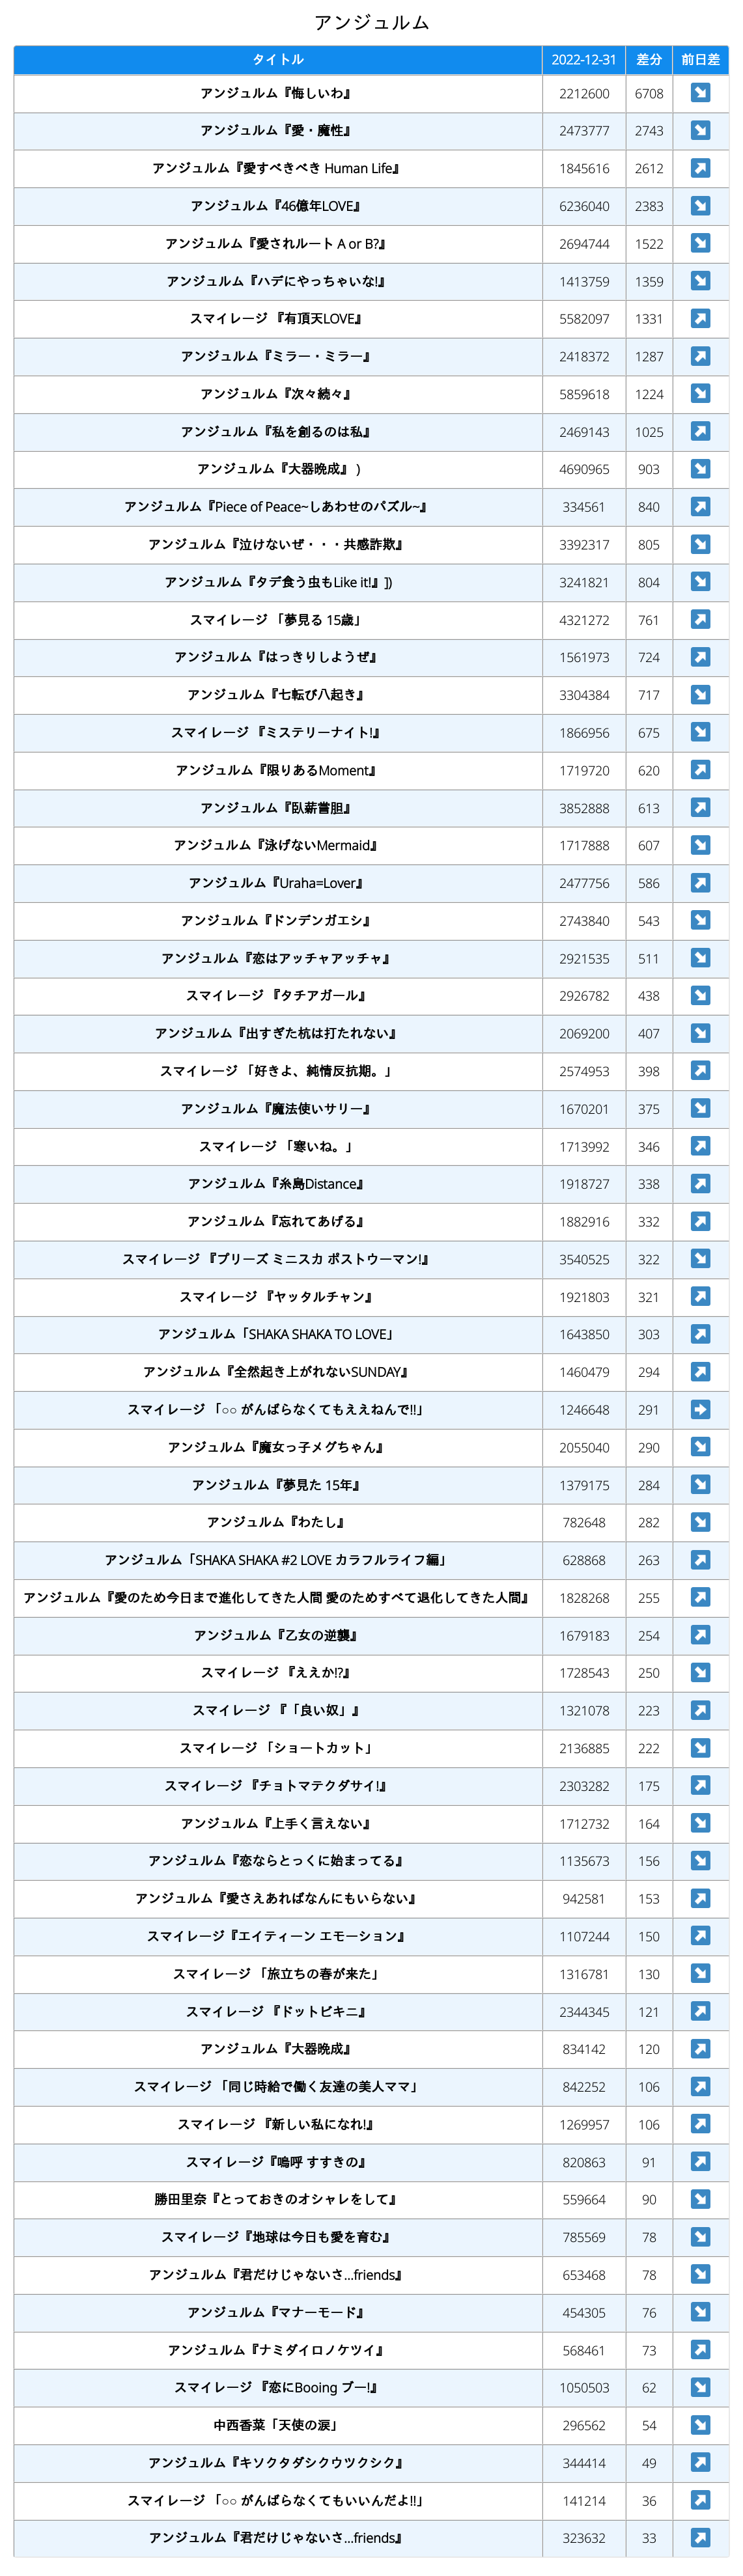 アンジュルム
タイトル 2022-12-31 差分 前日差
アンジュルム『悔しいわ』 2212600 6708
アンジュルム『愛・魔性』 2473777 2743
アンジュルム『愛すべきべき Human Life』 1845616 2612
アンジュルム『46億年LOVE』 6236040 2383
アンジュルム『愛されルート A or B?』 2694744 1522
アンジュルム『ハデにやっちゃいな!』 1413759 1359
スマイレージ 『有頂天LOVE』 5582097 1331
アンジュルム『ミラー・ミラー』 2418372 1287
アンジュルム『次々続々』 5859618 1224
アンジュルム『私を創るのは私』 2469143 1025
アンジュルム『大器晩成』 ) 4690965 903
アンジュルム『Piece of Peace~しあわせのパズル~』 334561 840
アンジュルム『泣けないぜ・・・共感詐欺』 3392317 805
アンジュルム『タデ食う虫もLike it!』]) 3241821 804
スマイレージ 「夢見る 15歳」 4321272 761
アンジュルム『はっきりしようぜ』 1561973 724
アンジュルム『七転び八起き』 3304384 717
スマイレージ 『ミステリーナイト!』 1866956 675
アンジュルム『限りあるMoment』 1719720 620
アンジュルム『臥薪嘗胆』 3852888 613
アンジュルム『泳げないMermaid』 1717888 607
アンジュルム『Uraha=Lover』 2477756 586
アンジュルム『ドンデンガエシ』 2743840 543
アンジュルム『恋はアッチャアッチャ』 2921535 511
スマイレージ 『タチアガール』 2926782 438
アンジュルム『出すぎた杭は打たれない』 2069200 407
スマイレージ 「好きよ、純情反抗期。」 2574953 398
アンジュルム『魔法使いサリー』 1670201 375
スマイレージ 「寒いね。」 1713992 346
アンジュルム『糸島Distance』 1918727 338
アンジュルム『忘れてあげる』 1882916 332
スマイレージ 『プリーズ ミニスカ ポストウーマン!』 3540525 322
スマイレージ 『ヤッタルチャン』 1921803 321
アンジュルム「SHAKA SHAKA TO LOVE」 1643850 303
アンジュルム『全然起き上がれないSUNDAY』 1460479 294
スマイレージ 「○○ がんばらなくてもええねんで!!」 1246648 291
アンジュルム『魔女っ子メグちゃん』 2055040 290
アンジュルム『夢見た 15年』 1379175 284
アンジュルム『わたし』 782648 282
アンジュルム「SHAKA SHAKA #2 LOVE カラフルライフ編」 628868 263
アンジュルム『愛のため今日まで進化してきた人間 愛のためすべて退化してきた人間』 1828268 255
アンジュルム『乙女の逆襲』 1679183 254
スマイレージ 『ええか!?』 1728543 250
スマイレージ 『「良い奴」』 1321078 223
スマイレージ 「ショートカット」 2136885 222
スマイレージ 『チョトマテクダサイ!』 2303282 175
アンジュルム『上手く言えない』 1712732 164
アンジュルム『恋ならとっくに始まってる』 1135673 156
アンジュルム『愛さえあればなんにもいらない』 942581 153
スマイレージ『エイティーン エモーション』 1107244 150
スマイレージ 「旅立ちの春が来た」 1316781 130
スマイレージ 『ドットビキニ』 2344345 121
アンジュルム『大器晩成』 834142 120
スマイレージ 「同じ時給で働く友達の美人ママ」 842252 106
スマイレージ 『新しい私になれ!』 1269957 106
スマイレージ『嗚呼 すすきの』 820863 91
勝田里奈『とっておきのオシャレをして』 559664 90
スマイレージ『地球は今日も愛を育む』 785569 78
アンジュルム『君だけじゃないさ...friends』 653468 78
アンジュルム『マナーモード』 454305 76
アンジュルム『ナミダイロノケツイ』 568461 73
スマイレージ 『恋にBooing ブー!』 1050503 62
中西香菜「天使の涙」 296562 54
アンジュルム『キソクタダシクウツクシク』 344414 49
スマイレージ 「○○ がんばらなくてもいいんだよ!!」 141214 36
アンジュルム『君だけじゃないさ...friends』 323632 33